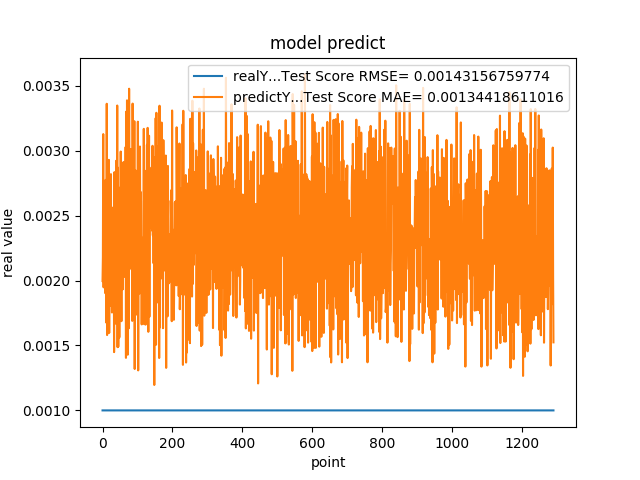 model predict
realY...Test Score RMSE= 0.00143156759774
predictY...Test Score MAE= 0.00134418611016
0.0035
0.0030
0.0025
0.0020
0.0015
0.0010
real value
0 200 400 600 800 1000 1200
point